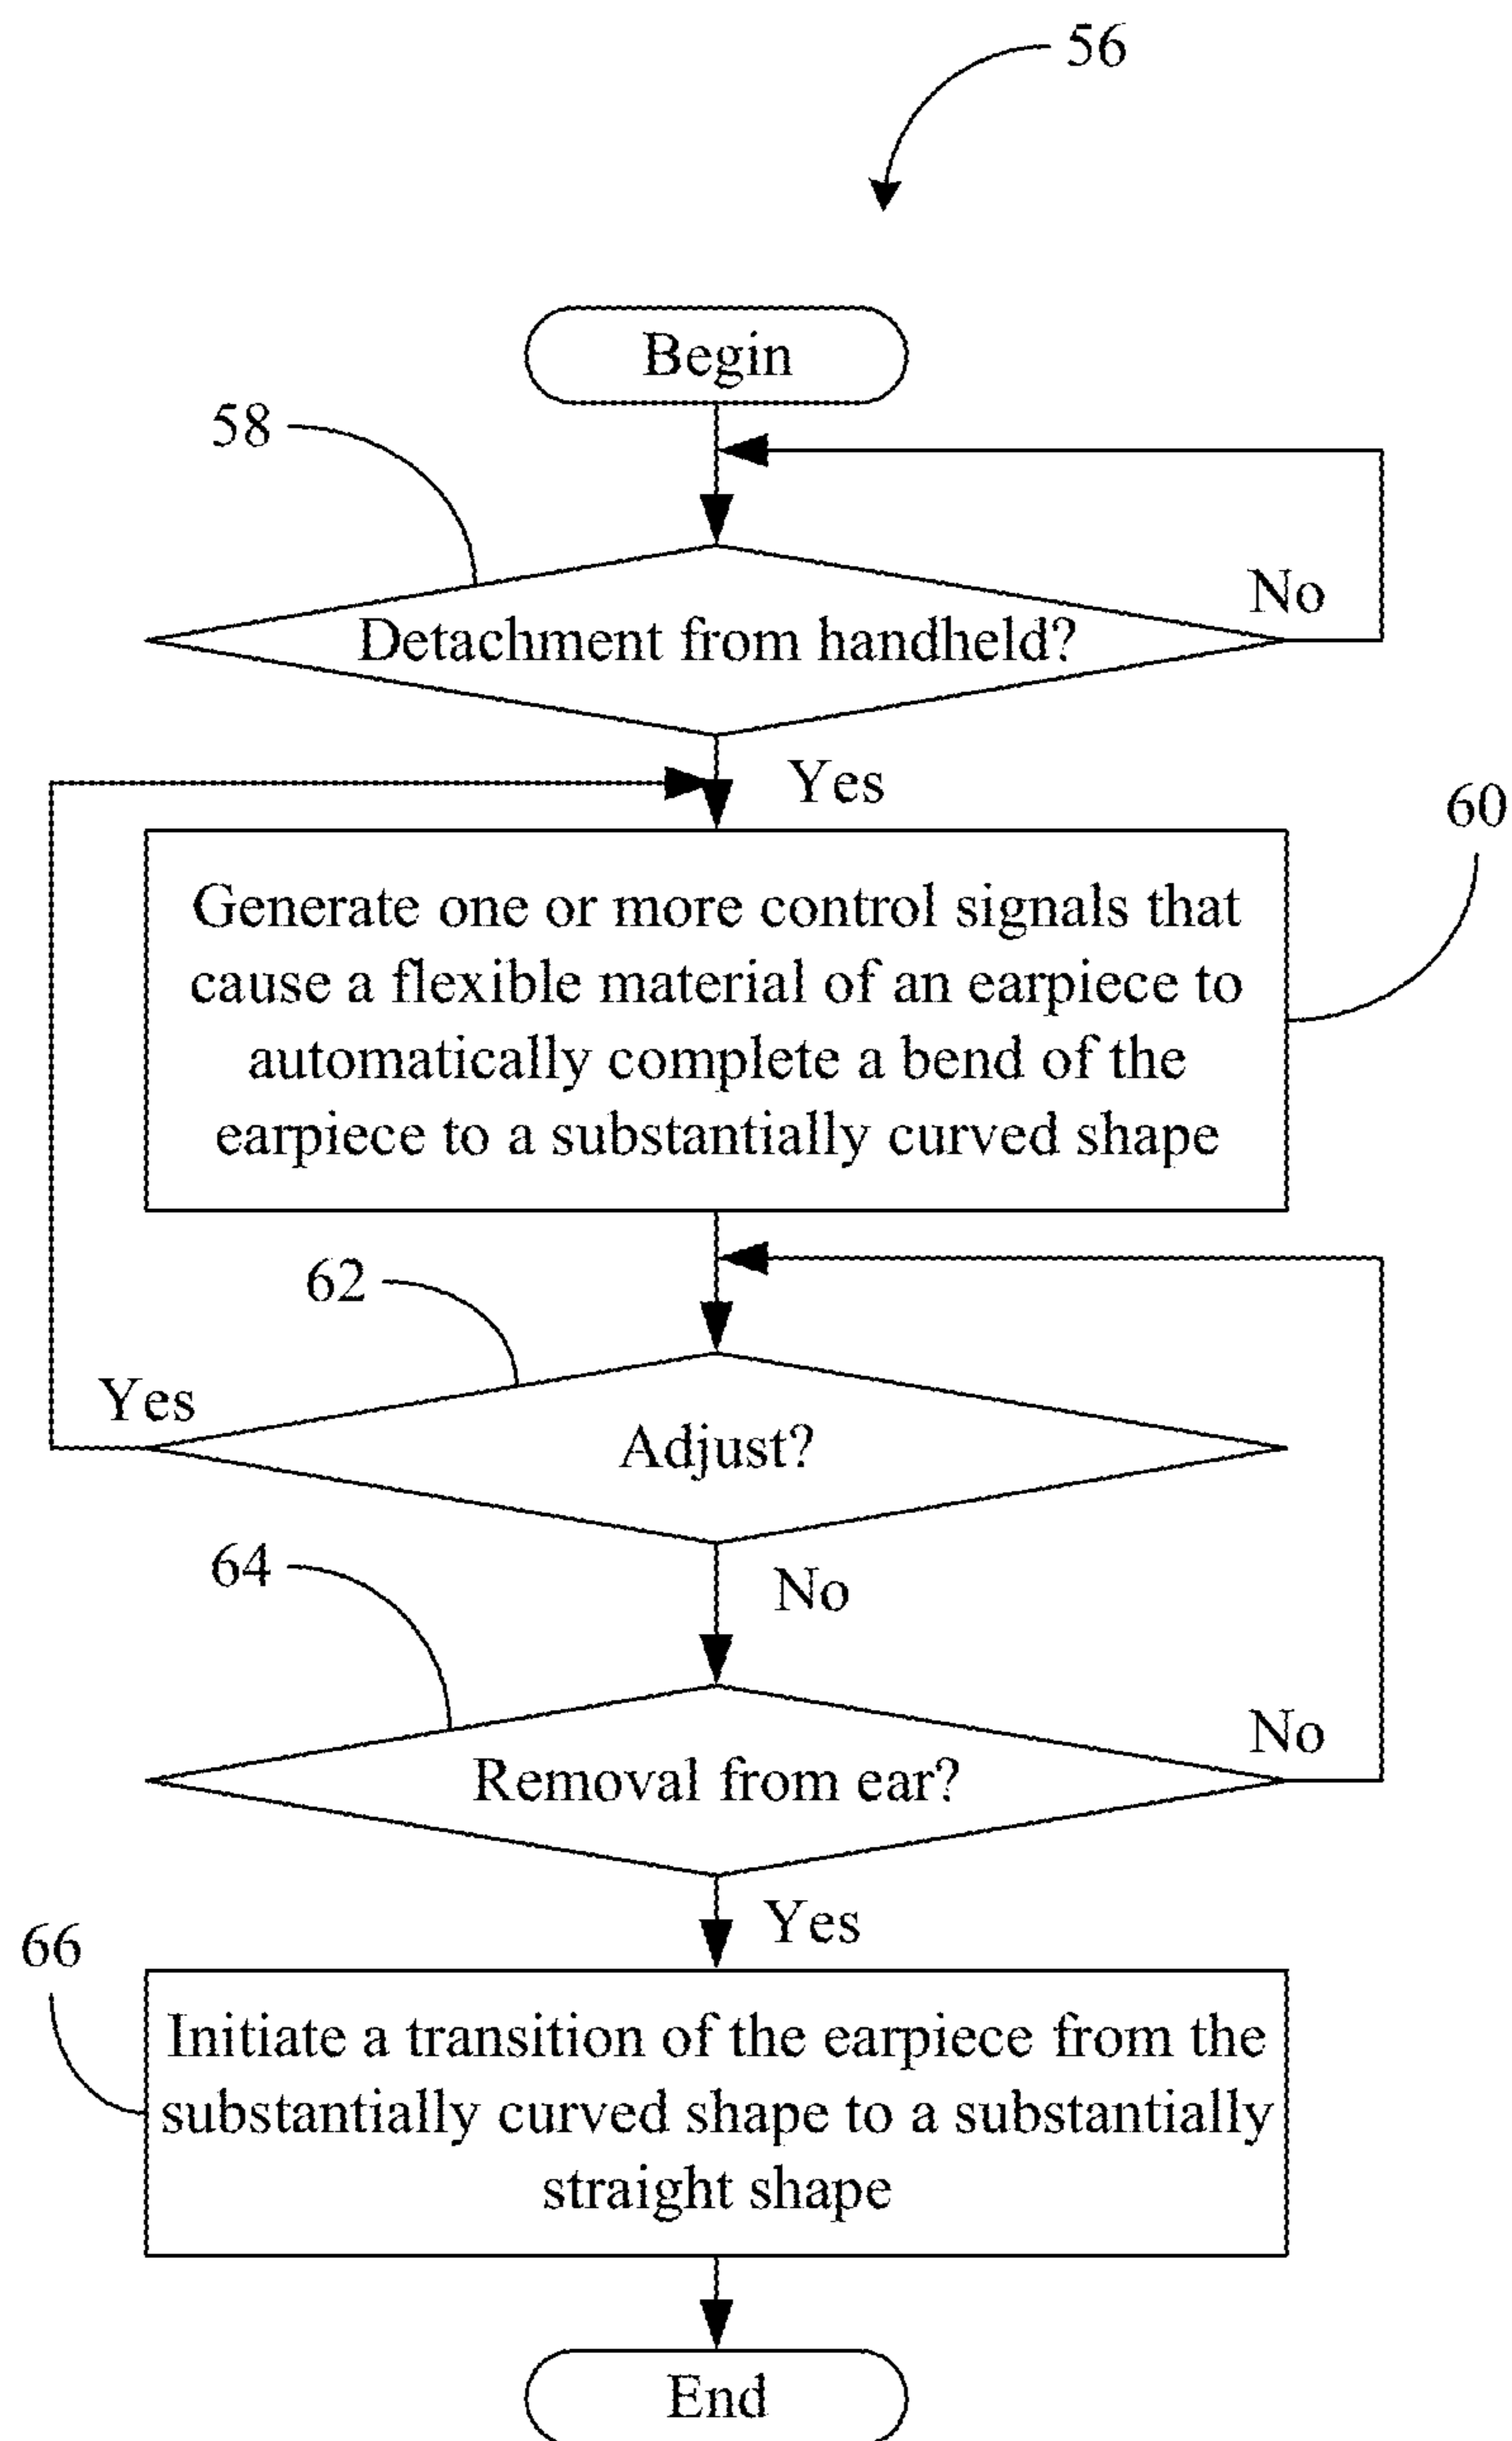 56
Begin
58
No
Detachment from handheld?
Yes
60
Generate one or more control signals that
cause a flexible material of an earpiece to
automatically complete a bend of the
earpiece to a substantially curved shape
62
Yes
Adjust?
64
No
No
Removal from ear?
Yes
66
Initiate a transition of the earpiece from the
substantially curved shape to a substantially
straight shape
End